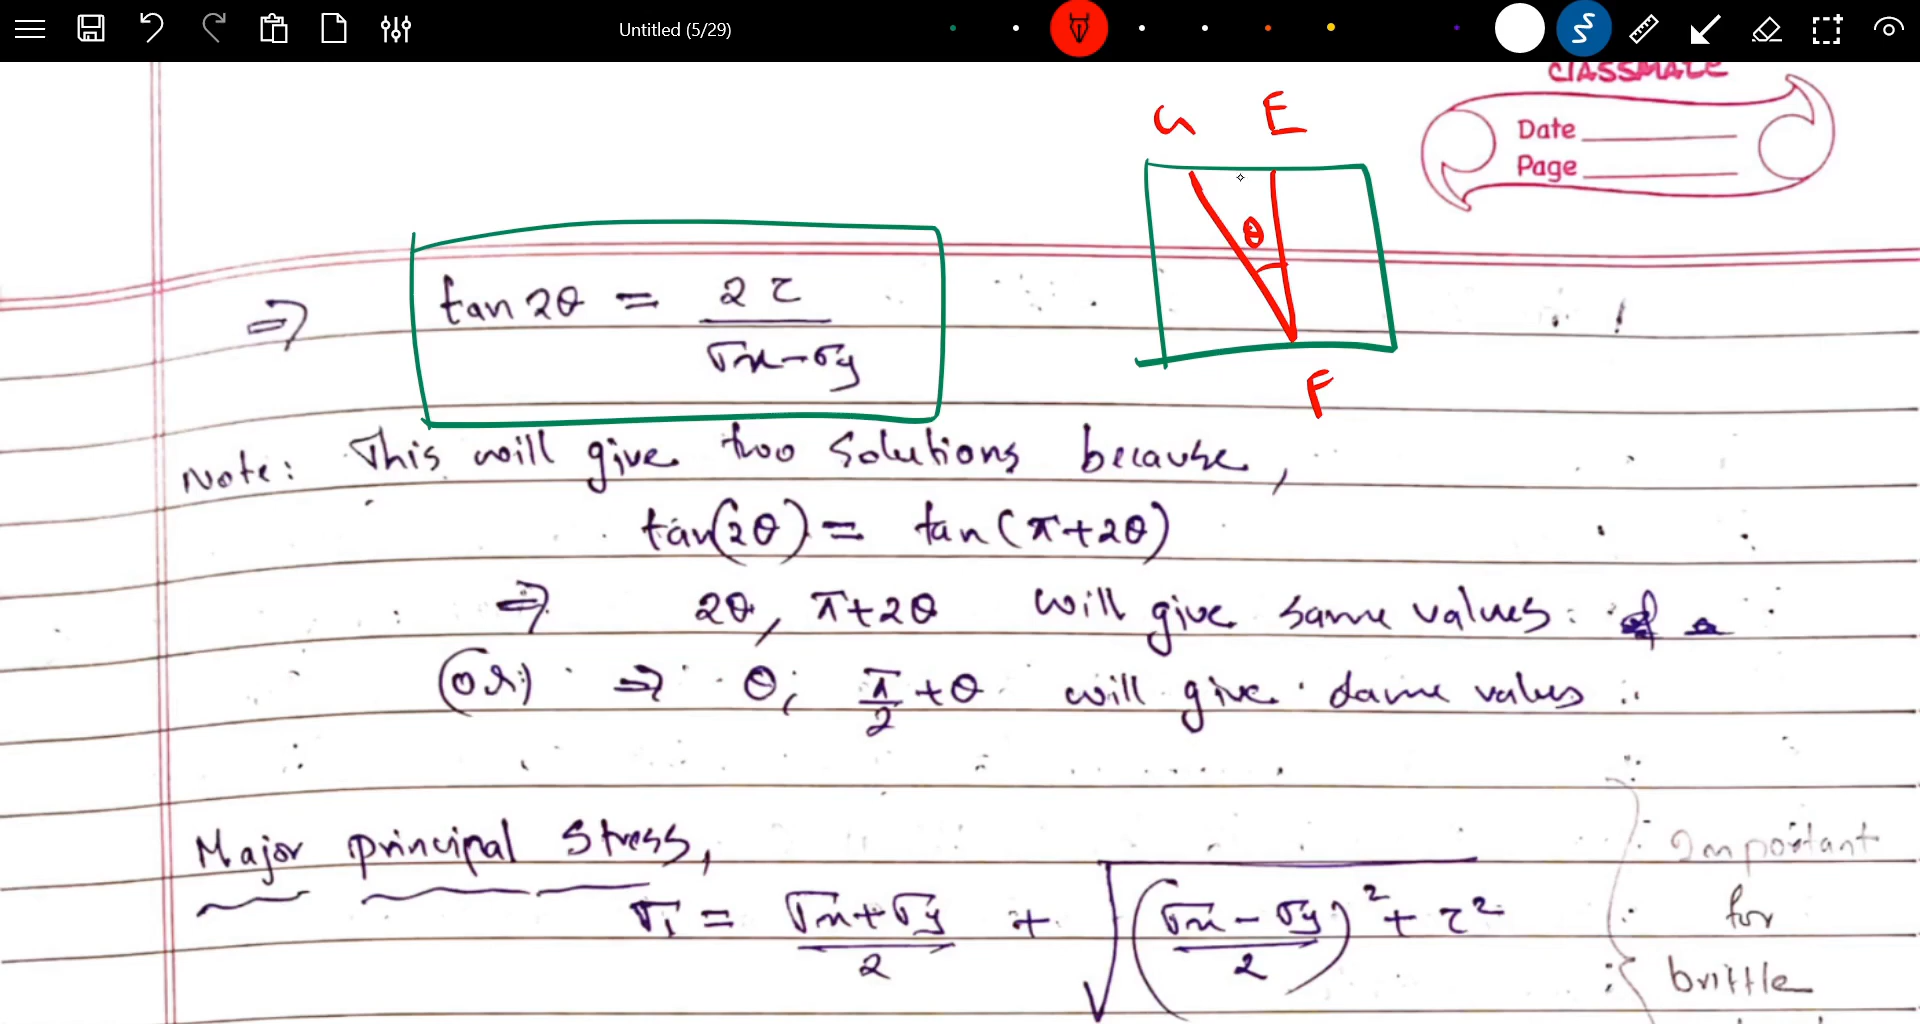 Untitled (5/29)
CLASSMATE
Date
Page
G E
θ
F
⇒ tan 2θ = 2τ / σx - σy
Note: This will give two solutions because,
tan(2θ) = tan(π+2θ)
⇒ 2θ, π+2θ will give same values.
(or) ⇒ θ, π/2 + θ will give same values.
Major principal stress,
σ1 = σx+σy / 2 + √(σx - σy / 2)² + τ²
Important
for
brittle